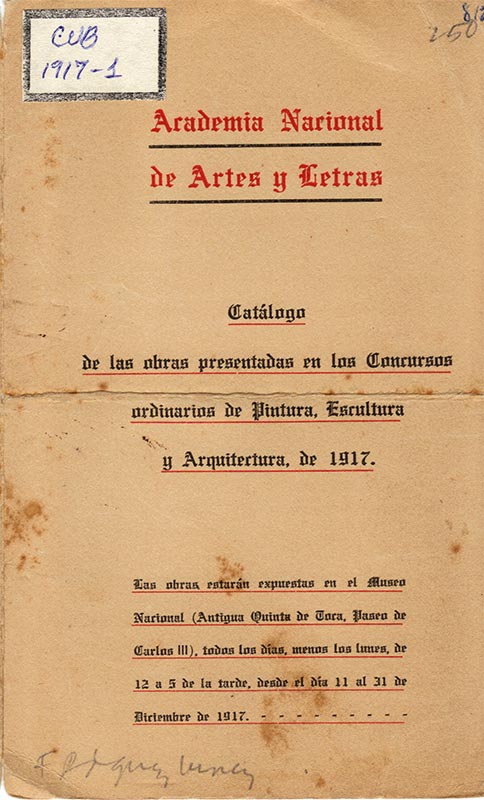 CUB
1917-1
250
Academia Nacional
de Artes y Letras
Catálogo
de las obras presentadas en los Concursos
ordinarios de Pintura, Escultura
y Arquitectura, de 1917.
Las obras estarán expuestas en el Museo
Nacional (Antigua Quinta de Toca, Paseo de
Carlos III), todos los días, menos los lunes, de
12 a 5 de la tarde, desde el día 11 al 31 de
Diciembre de 1917. - - - - - - - - - - -